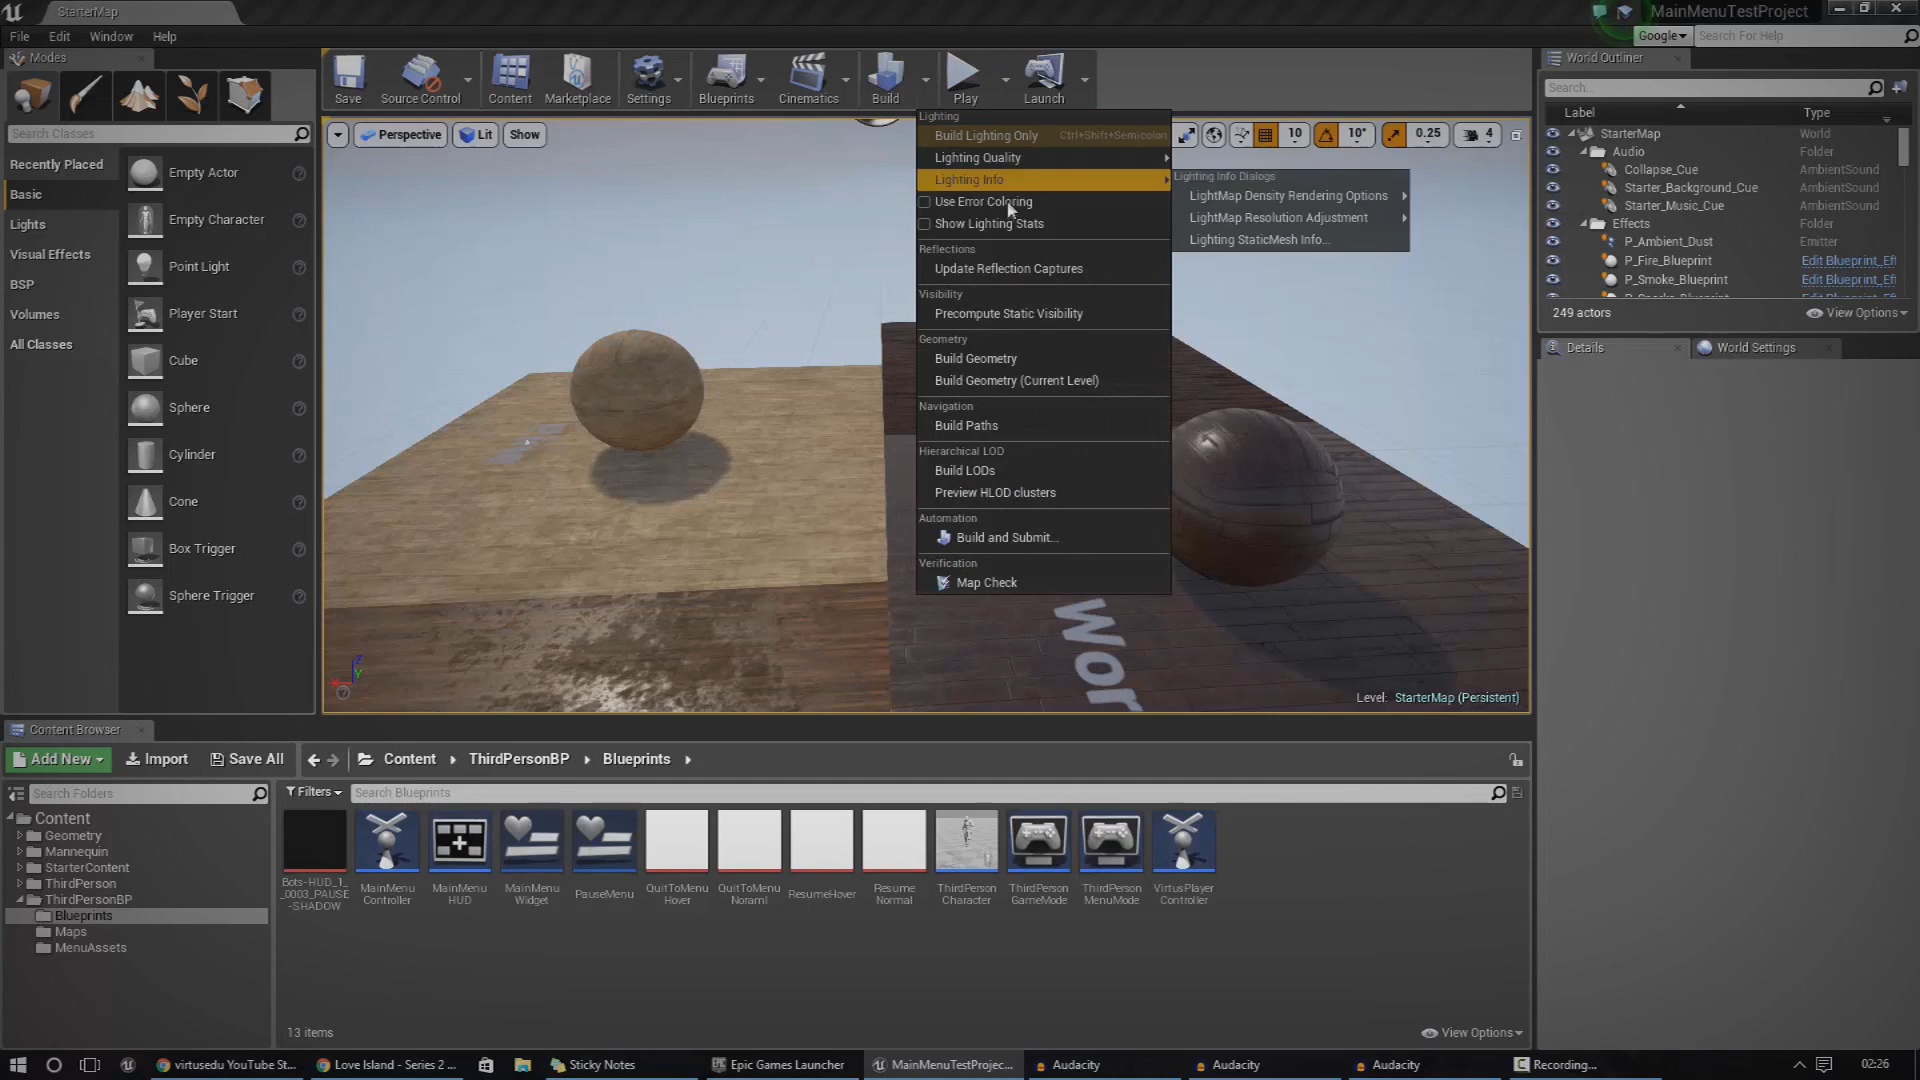 StarterMap
MainMenuTestProject
File Edit Window Help
Google
Search For Help
Modes
Save
Source Control
Content
Marketplace
Settings
Blueprints
Cinematics
Build
Play
Launch
Search Classes
Recently Placed
Basic
Lights
Visual Effects
BSP
Volumes
All Classes
Empty Actor
Empty Character
Point Light
Player Start
Cube
Sphere
Cylinder
Cone
Box Trigger
Sphere Trigger
Perspective
Lit
Show
10
10°
0.25
4
Lighting
Build Lighting Only Ctrl+Shift+Semicolon
Lighting Quality
Lighting Info
Use Error Coloring
Show Lighting Stats
Reflections
Update Reflection Captures
Visibility
Precompute Static Visibility
Geometry
Build Geometry
Build Geometry (Current Level)
Navigation
Build Paths
Hierarchical LOD
Build LODs
Preview HLOD clusters
Automation
Build and Submit...
Verification
Map Check
Lighting Info Dialogs
LightMap Density Rendering Options
LightMap Resolution Adjustment
Lighting StaticMesh Info...
Wor
Z
Y
Level: StarterMap (Persistent)
World Outliner
Search...
Label Type
StarterMap World
Audio Folder
Collapse_Cue AmbientSound
Starter_Background_Cue AmbientSound
Starter_Music_Cue AmbientSound
Effects Folder
P_Ambient_Dust Emitter
P_Fire_Blueprint Edit Blueprint_Eff
P_Smoke_Blueprint Edit Blueprint_Eff
249 actors
View Options
Details
World Settings
Content Browser
Add New
Import
Save All
Content
ThirdPersonBP
Blueprints
Search Folders
Filters
Search Blueprints
Content
Geometry
Mannequin
StarterContent
ThirdPerson
ThirdPersonBP
Blueprints
Maps
MenuAssets
Bots-HUD_1_
_0003_PAUSE
-SHADOW
MainMenu
Controller
MainMenu
HUD
MainMenu
Widget
PauseMenu
QuitToMenu
Hover
QuitToMenu
Noraml
ResumeHover
Resume
Normal
ThirdPerson
Character
ThirdPerson
GameMode
ThirdPerson
MenuMode
VirtusPlayer
Controller
13 items
View Options
virtusedu YouTube St...
Love Island - Series 2 ...
Sticky Notes
Epic Games Launcher
MainMenuTestProjec...
Audacity
Audacity
Audacity
Recording...
02:26